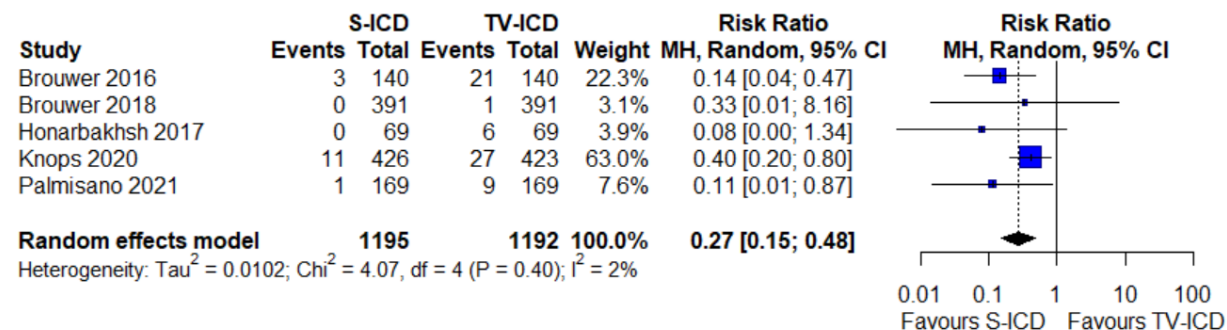 S-ICD TV-ICD Risk Ratio Risk Ratio
Study Events Total Events Total Weight MH, Random, 95% CI MH, Random, 95% CI
Brouwer 2016 3 140 21 140 22.3% 0.14 [0.04; 0.47]
Brouwer 2018 0 391 1 391 3.1% 0.33 [0.01; 8.16]
Honarbakhsh 2017 0 69 6 69 3.9% 0.08 [0.00; 1.34]
Knops 2020 11 426 27 423 63.0% 0.40 [0.20; 0.80]
Palmisano 2021 1 169 9 169 7.6% 0.11 [0.01; 0.87]
Random effects model 1195 1192 100.0% 0.27 [0.15; 0.48]
Heterogeneity: Tau² = 0.0102; Chi² = 4.07, df = 4 (P = 0.40); I² = 2%
0.01 0.1 1 10 100
Favours S-ICD Favours TV-ICD